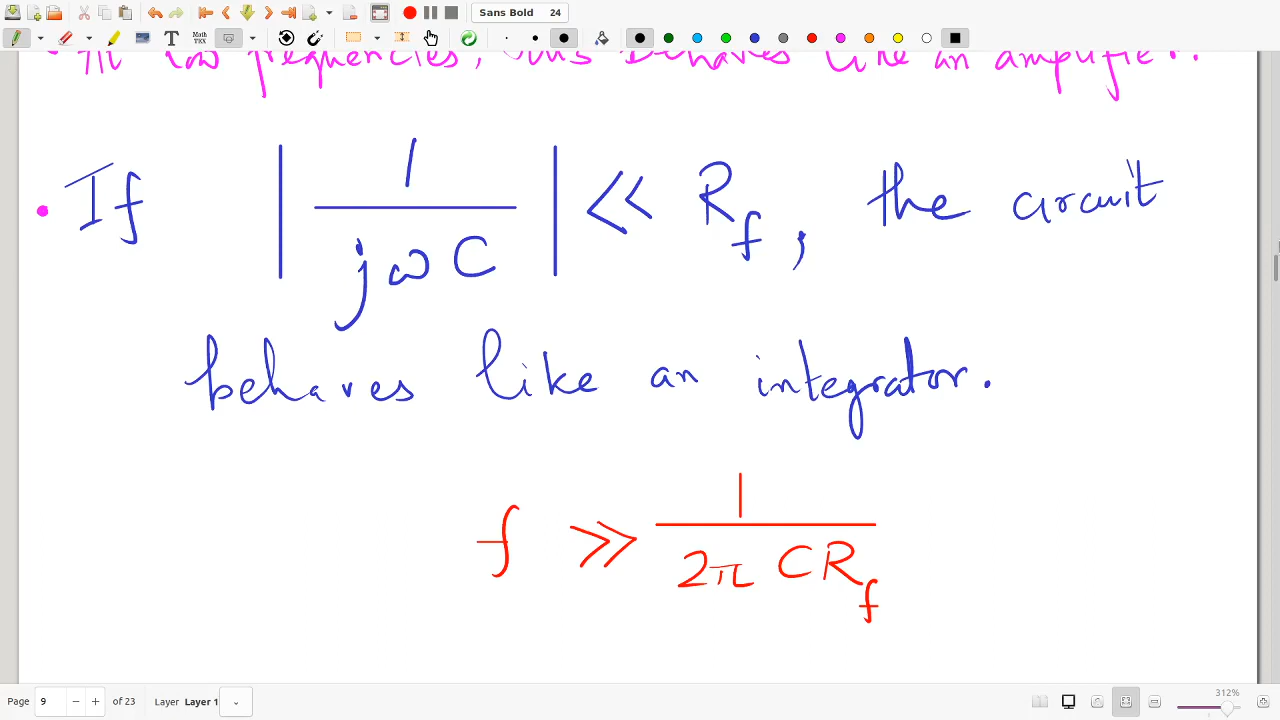 Sans Bold 24
At low frequencies, this behaves like an amplifier.
• If | 1 / jωC | << R_f, the circuit
behaves like an integrator.
f >> 1 / 2π CR_f
Page 9 of 23 Layer Layer 1 312%